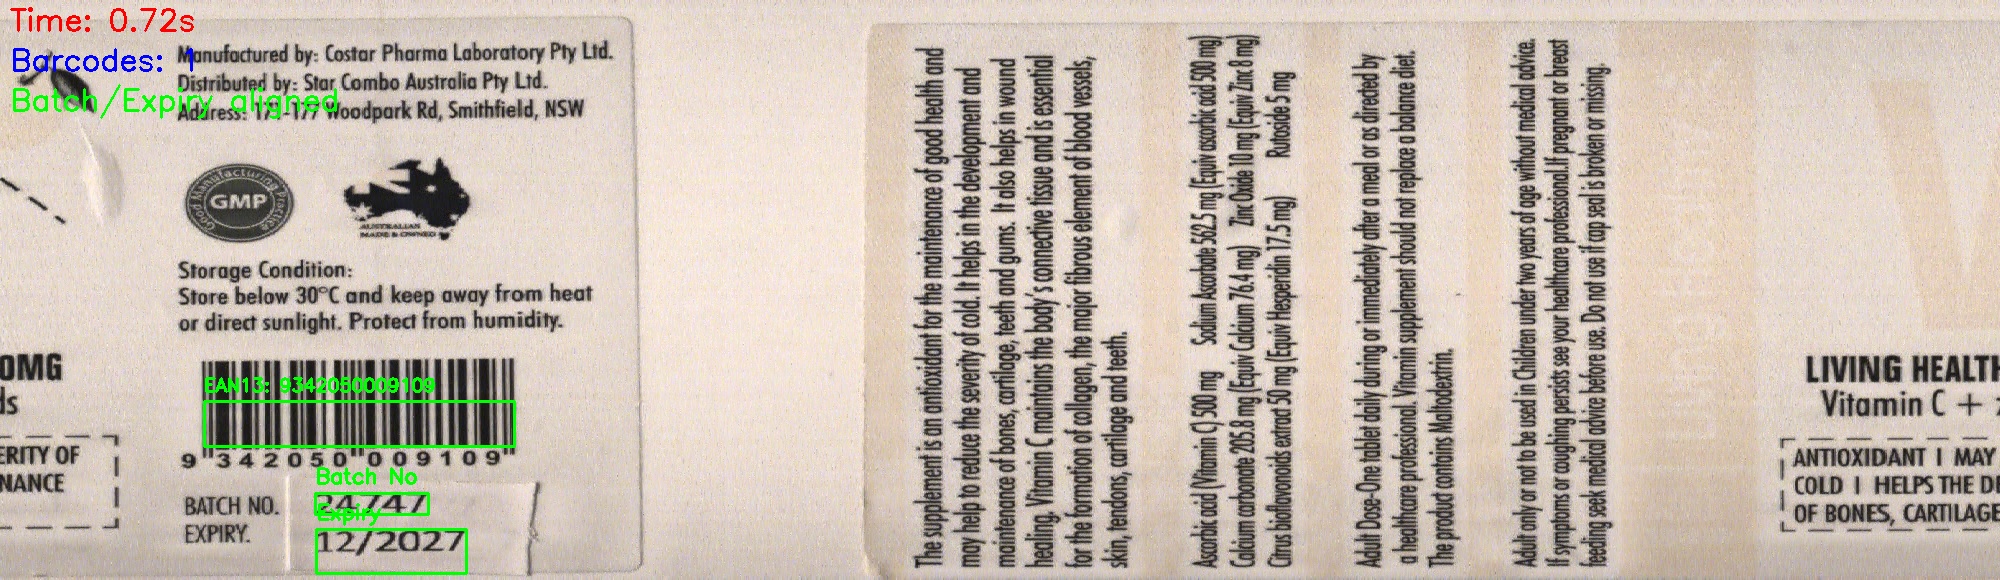 Time: 0.72s
Barcodes: 1
Batch/Expiry aligned
Manufactured by: Costar Pharma Laboratory Pty Ltd.
Distributed by: Star Combo Australia Pty Ltd.
Address: Woodpark Rd, Smithfield, NSW
Good Manufacturing Practice
GMP
AUSTRALIAN
MADE & OWNED
Storage Condition:
Store below 30°C and keep away from heat
or direct sunlight. Protect from humidity.
EAN13: 9342050009109
9 342050 009109
Batch No
BATCH NO. 24747
Expiry
EXPIRY. 12/2027
0MG
ds
ERITY OF
NANCE
The supplement is an antioxidant for the maintenance of good health and
may help to reduce the severity of cold. It helps in the development and
maintenance of bones, cartilage, teeth and gums. It also helps in wound
healing. Vitamin C maintains the body's connective tissue and is essential
for the formation of collagen, the major fibrous element of blood vessels,
skin, tendons, cartilage and teeth.
Ascorbic acid (Vitamin C) 500 mg Sodium Ascorbate 562.5 mg (Equiv ascorbic acid 500 mg)
Calcium carbonate 205.8 mg (Equiv Calcium 76.4 mg) Zinc Oxide 10 mg (Equiv Zinc 8 mg)
Citrus bioflavonoids extract 50 mg (Equiv Hesperidin 17.5 mg) Rutoside 5 mg
Adult Dose-One tablet daily during or immediately after a meal or as directed by
a healthcare professional. Vitamin supplement should not replace a balance diet.
The product contains Maltodextrin.
Adult only or not to be used in Children under two years of age without medical advice.
If symptoms or coughing persists see your healthcare professional.If pregnant or breast
feeding seek medical advice before use. Do not use if cap seal is broken or missing.
LIVING HEALTH
Vitamin C +
ANTIOXIDANT I MAY
COLD I HELPS THE DE
OF BONES, CARTILAGE